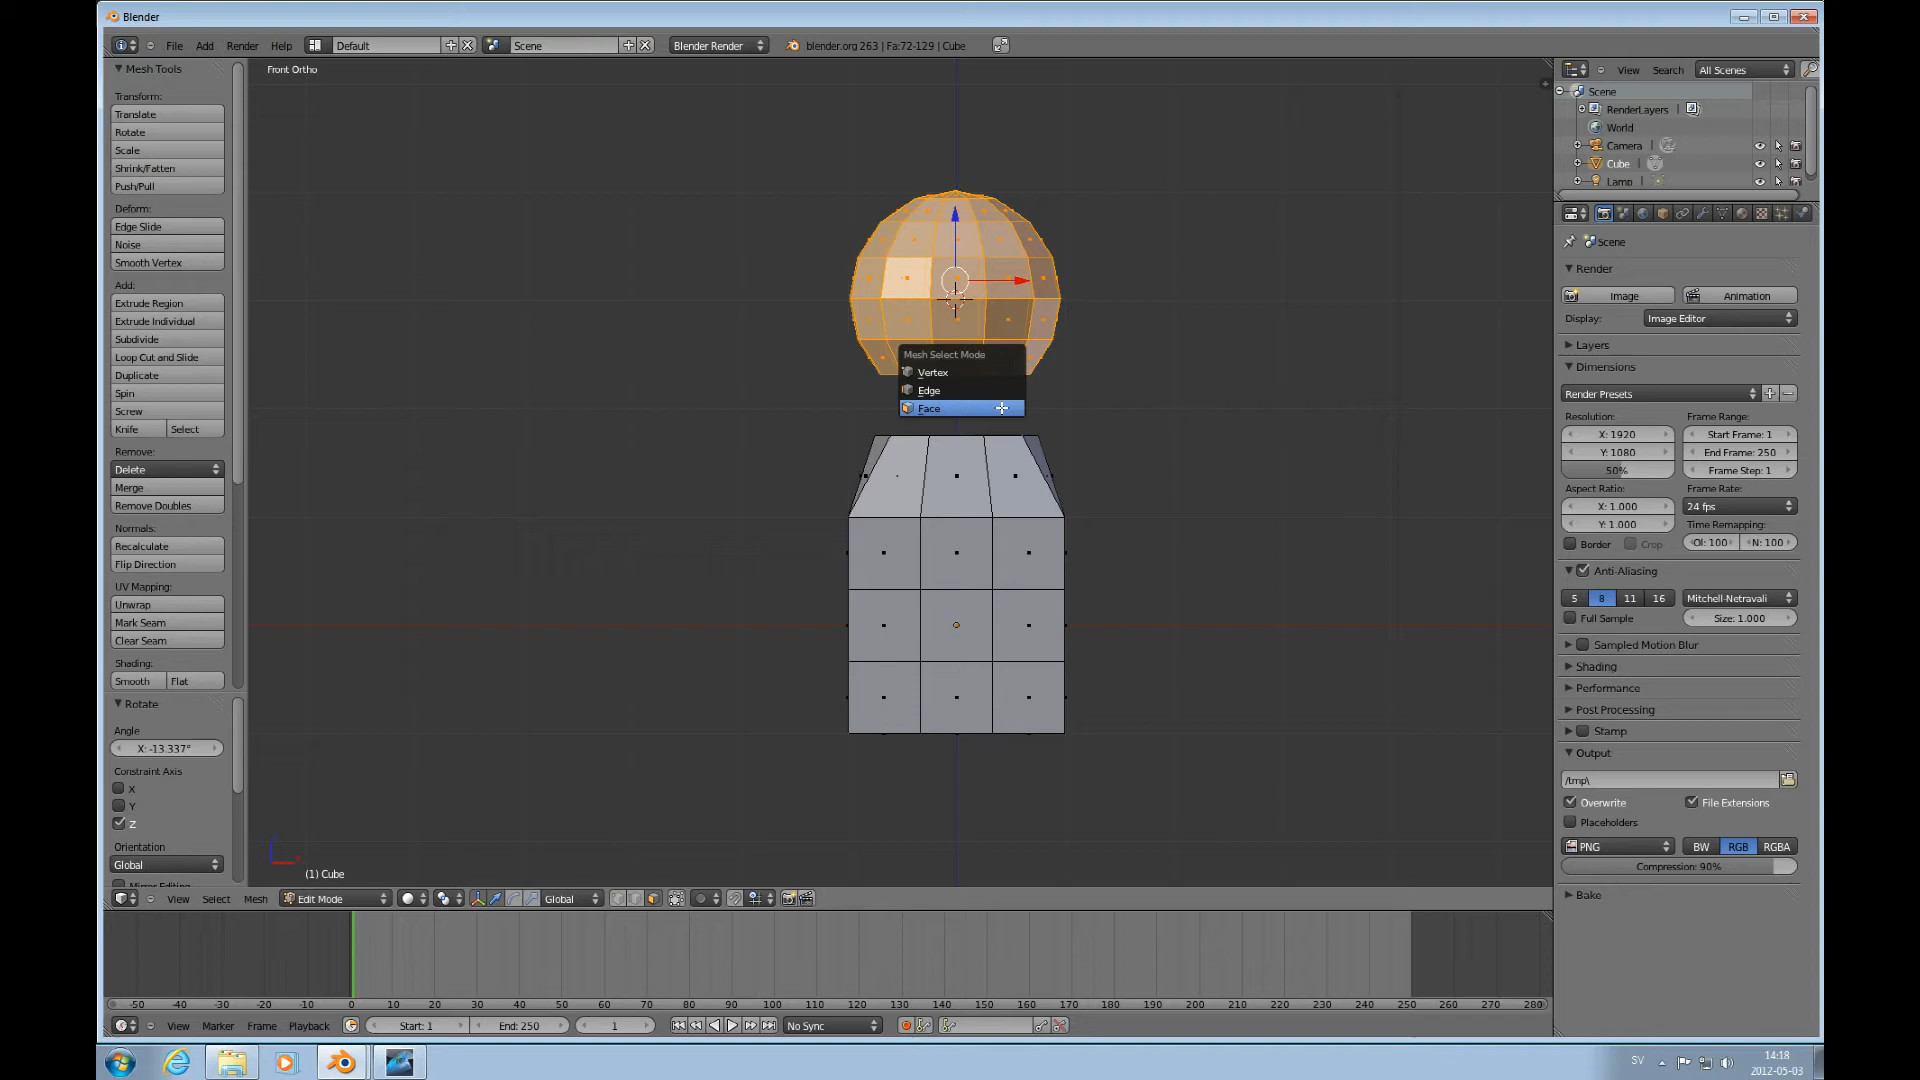 Blender
File Add Render Help Default Scene Blender Render blender.org 263 | Fa:72-129 | Cube
View Search All Scenes
Mesh Tools
Front Ortho
Transform:
Translate
Rotate
Scale
Shrink/Fatten
Push/Pull
Deform:
Edge Slide
Noise
Smooth Vertex
Add:
Extrude Region
Extrude Individual
Subdivide
Loop Cut and Slide
Duplicate
Spin
Screw
Knife Select
Remove:
Delete
Merge
Remove Doubles
Normals:
Recalculate
Flip Direction
UV Mapping:
Unwrap
Mark Seam
Clear Seam
Shading:
Smooth Flat
Rotate
Angle
X: -13.337°
Constraint Axis
X
Y
Z
Orientation
Global
Mesh Select Mode
Vertex
Edge
Face
(1) Cube
View Select Mesh Edit Mode Global
Scene
RenderLayers
World
Camera
Cube
Lamp
Scene
Render
Image Animation
Display: Image Editor
Layers
Dimensions
Render Presets
Resolution: Frame Range:
X: 1920 Start Frame: 1
Y: 1080 End Frame: 250
50% Frame Step: 1
Aspect Ratio: Frame Rate:
X: 1.000 24 fps
Y: 1.000 Time Remapping:
Border Crop Ol: 100 N: 100
Anti-Aliasing
5 8 11 16 Mitchell-Netravali
Full Sample Size: 1.000
Sampled Motion Blur
Shading
Performance
Post Processing
Stamp
Output
/tmp\
Overwrite File Extensions
Placeholders
PNG BW RGB RGBA
Compression: 90%
Bake
-50 -40 -30 -20 -10 0 10 20 30 40 50 60 70 80 90 100 110 120 130 140 150 160 170 180 190 200 210 220 230 240 250 260 270 280
View Marker Frame Playback Start: 1 End: 250 1 No Sync
SV 14:18
2012-05-03